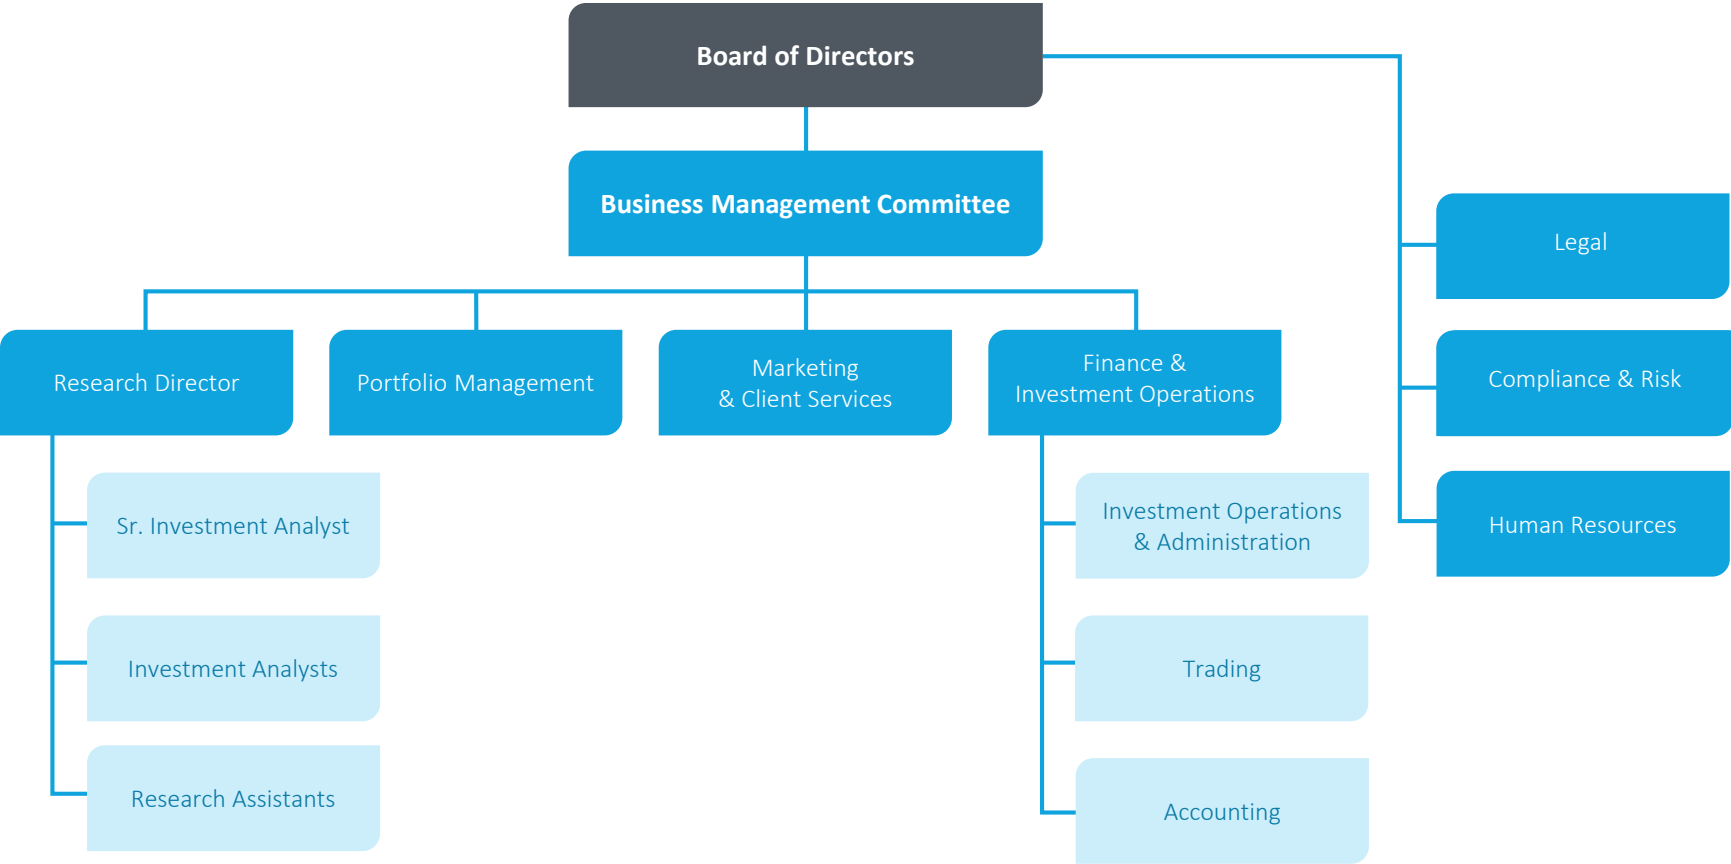 Board of Directors
Business Management Committee
Legal
Compliance & Risk
Human Resources
Research Director
Portfolio Management
Marketing
& Client Services
Finance &
Investment Operations
Sr. Investment Analyst
Investment Analysts
Research Assistants
Investment Operations
& Administration
Trading
Accounting